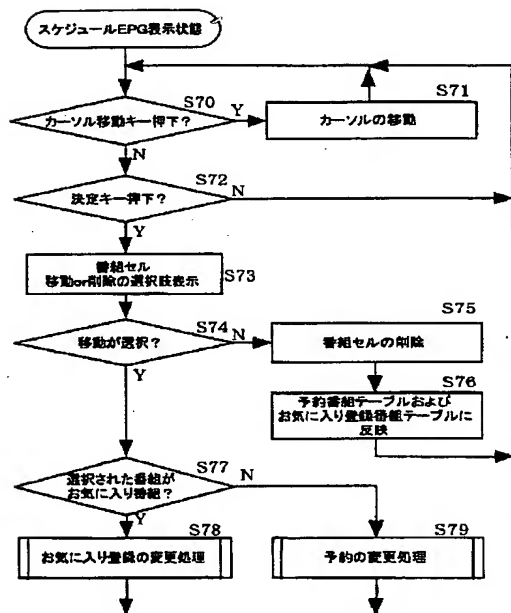 スケジュールEPG表示状態
S70
カーソル移動キー押下?
Y
S71
カーソルの移動
N
S72
決定キー押下?
N
Y
番組セル
移動or削除の選択肢表示
S73
S74
移動が選択?
N
S75
番組セルの削除
Y
S76
予約番組テーブルおよび
お気に入り登録番組テーブルに
反映
S77
選択された番組が
お気に入り番組?
N
Y
S78
お気に入り登録の変更処理
S79
予約の変更処理